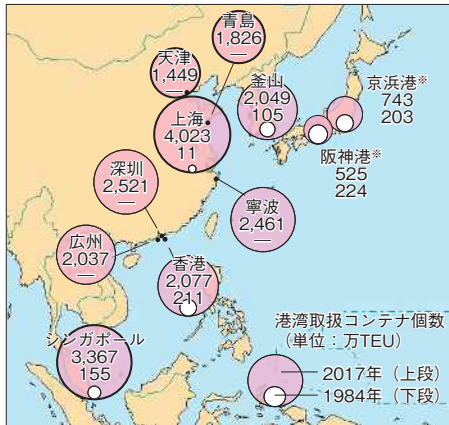 青島
1,826
—
天津
1,449
—
釜山
2,049
105
京浜港※
743
203
上海
4,023
11
阪神港※
525
224
深圳
2,521
—
寧波
2,461
—
広州
2,037
—
香港
2,077
211
シンガポール
3,367
155
港湾取扱コンテナ個数
（単位：万TEU）
2017年（上段）
1984年（下段）